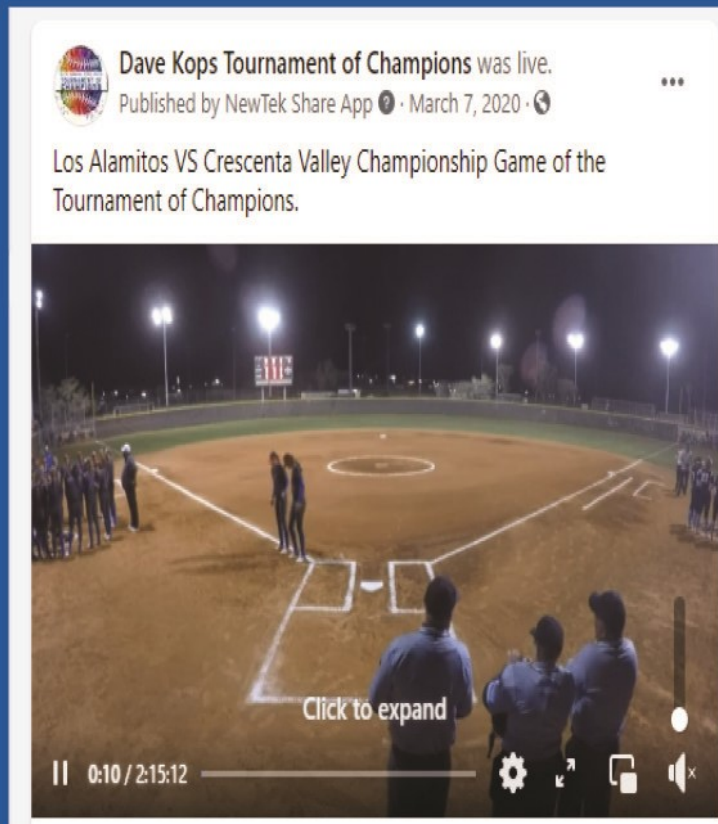 Dave Kops Tournament of Champions was live.
Published by NewTek Share App ? · March 7, 2020 ·
Los Alamitos VS Crescenta Valley Championship Game of the
Tournament of Champions.
Click to expand
0:10 / 2:15:12